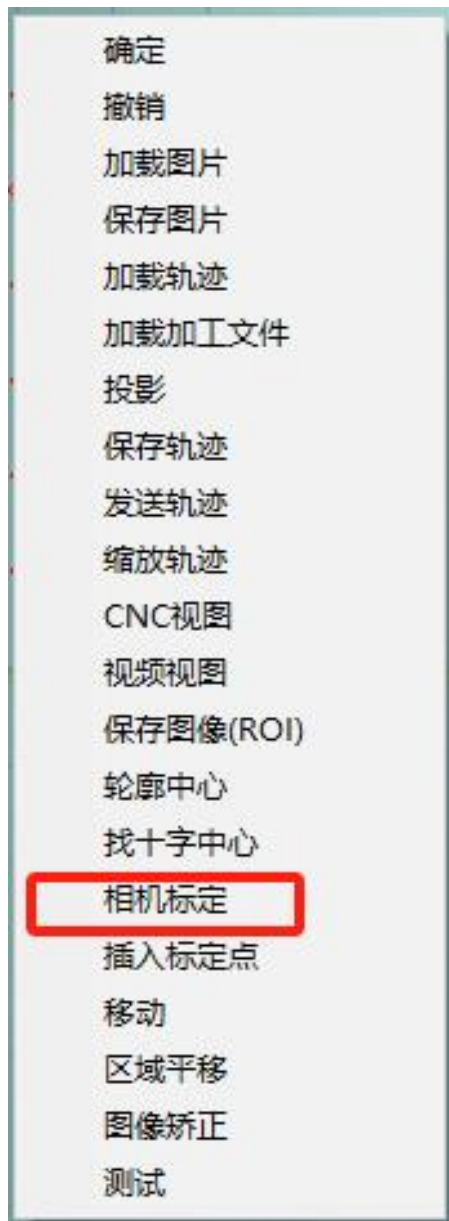 确定
撤销
加载图片
保存图片
加载轨迹
加载加工文件
投影
保存轨迹
发送轨迹
缩放轨迹
CNC视图
视频视图
保存图像(ROI)
轮廓中心
找十字中心
相机标定
插入标定点
移动
区域平移
图像矫正
测试